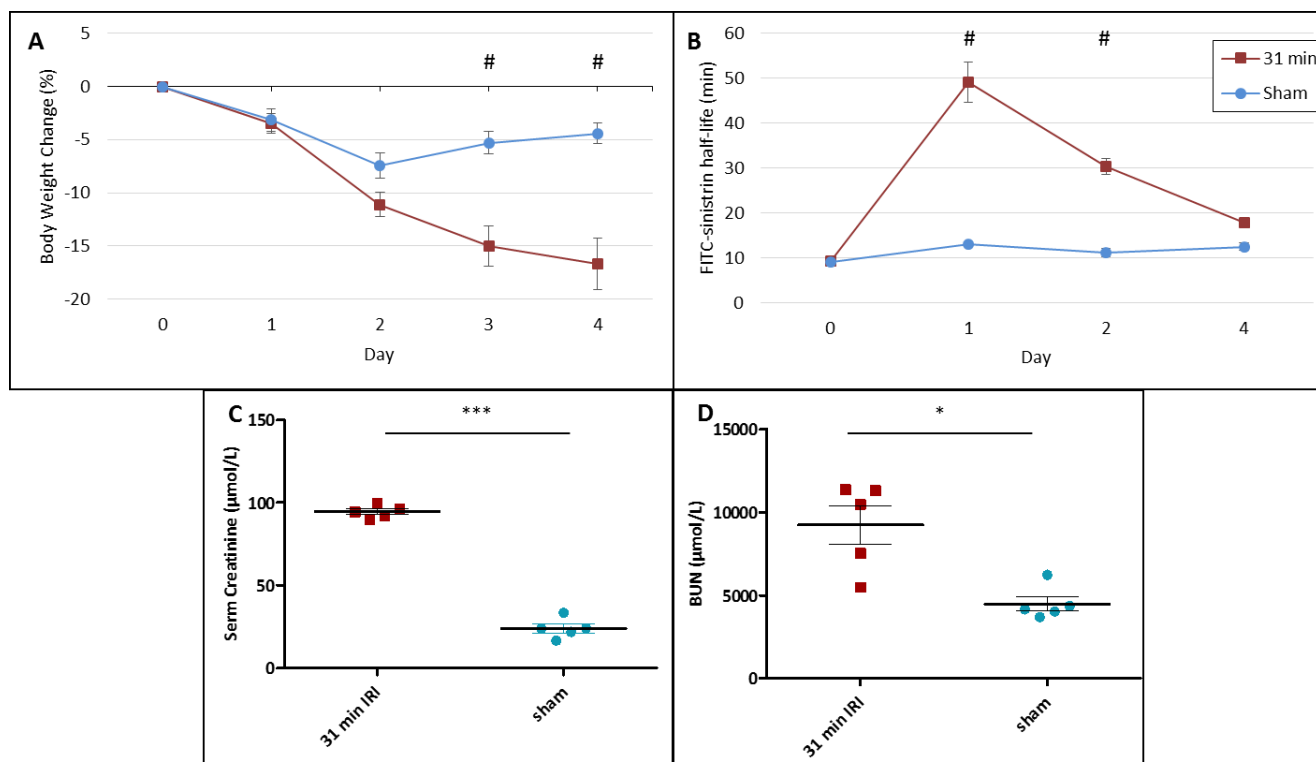 A
Body Weight Change (%)
5
0
-5
-10
-15
-20
# #
0 1 2 3 4
Day
B
FITC-sinistrin half-life (min)
60
50
40
30
20
10
0
# #
31 min
Sham
0 1 2 4
Day
C
Serm Creatinine (µmol/L)
150
100
50
0
***
31 min IRI
sham
D
BUN (µmol/L)
15000
10000
5000
0
*
31 min IRI
sham